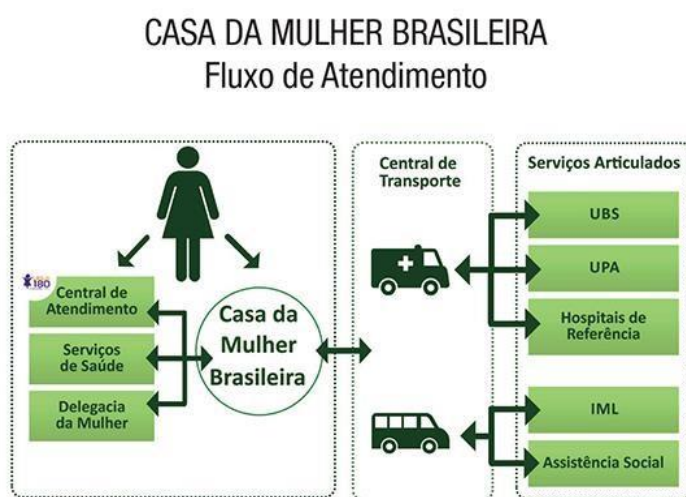 CASA DA MULHER BRASILEIRA
Fluxo de Atendimento
180
Central de
Atendimento
Serviços
de Saúde
Delegacia
da Mulher
Casa da
Mulher
Brasileira
Central de
Transporte
Serviços Articulados
UBS
UPA
Hospitais de
Referência
IML
Assistência Social